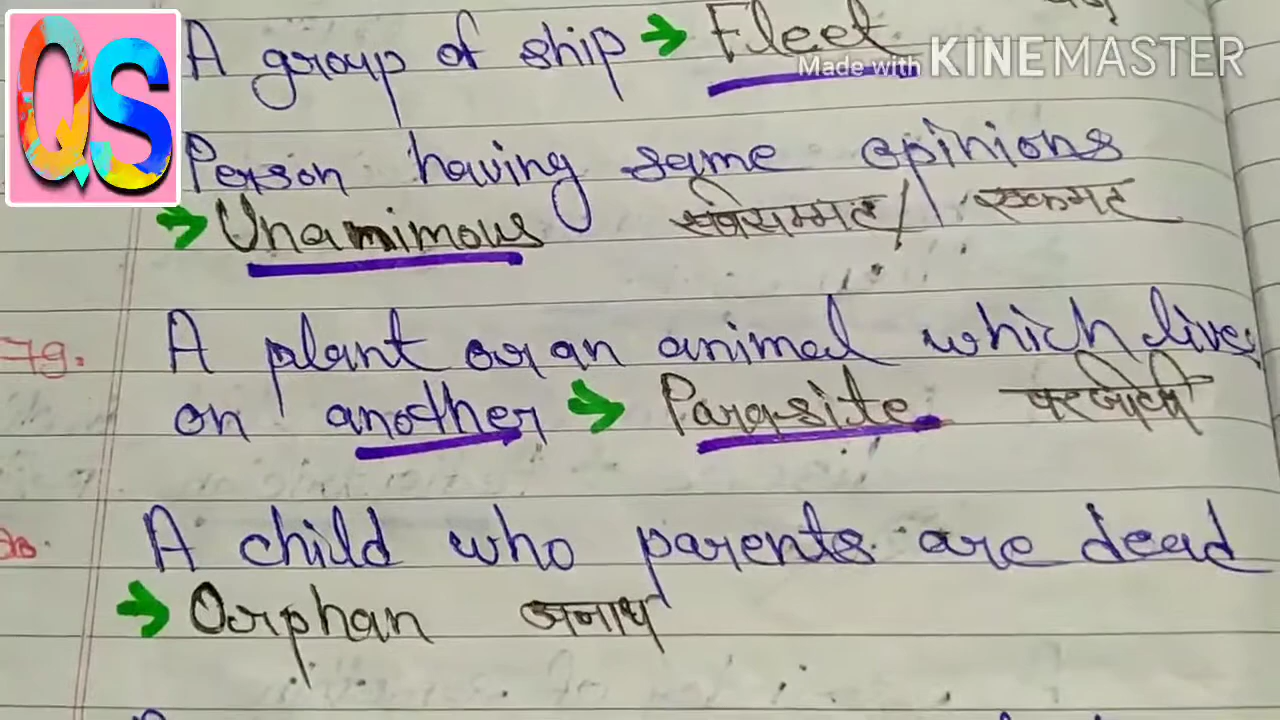 QS
A group of ship → Fleet
Made with KINEMASTER
Person having same opinions
→ Unanimous सर्वसम्मत / एकमत
79. A plant or an animal which lives
on another → Parasite परजीवी
80. A child who parents are dead
→ Orphan अनाथ